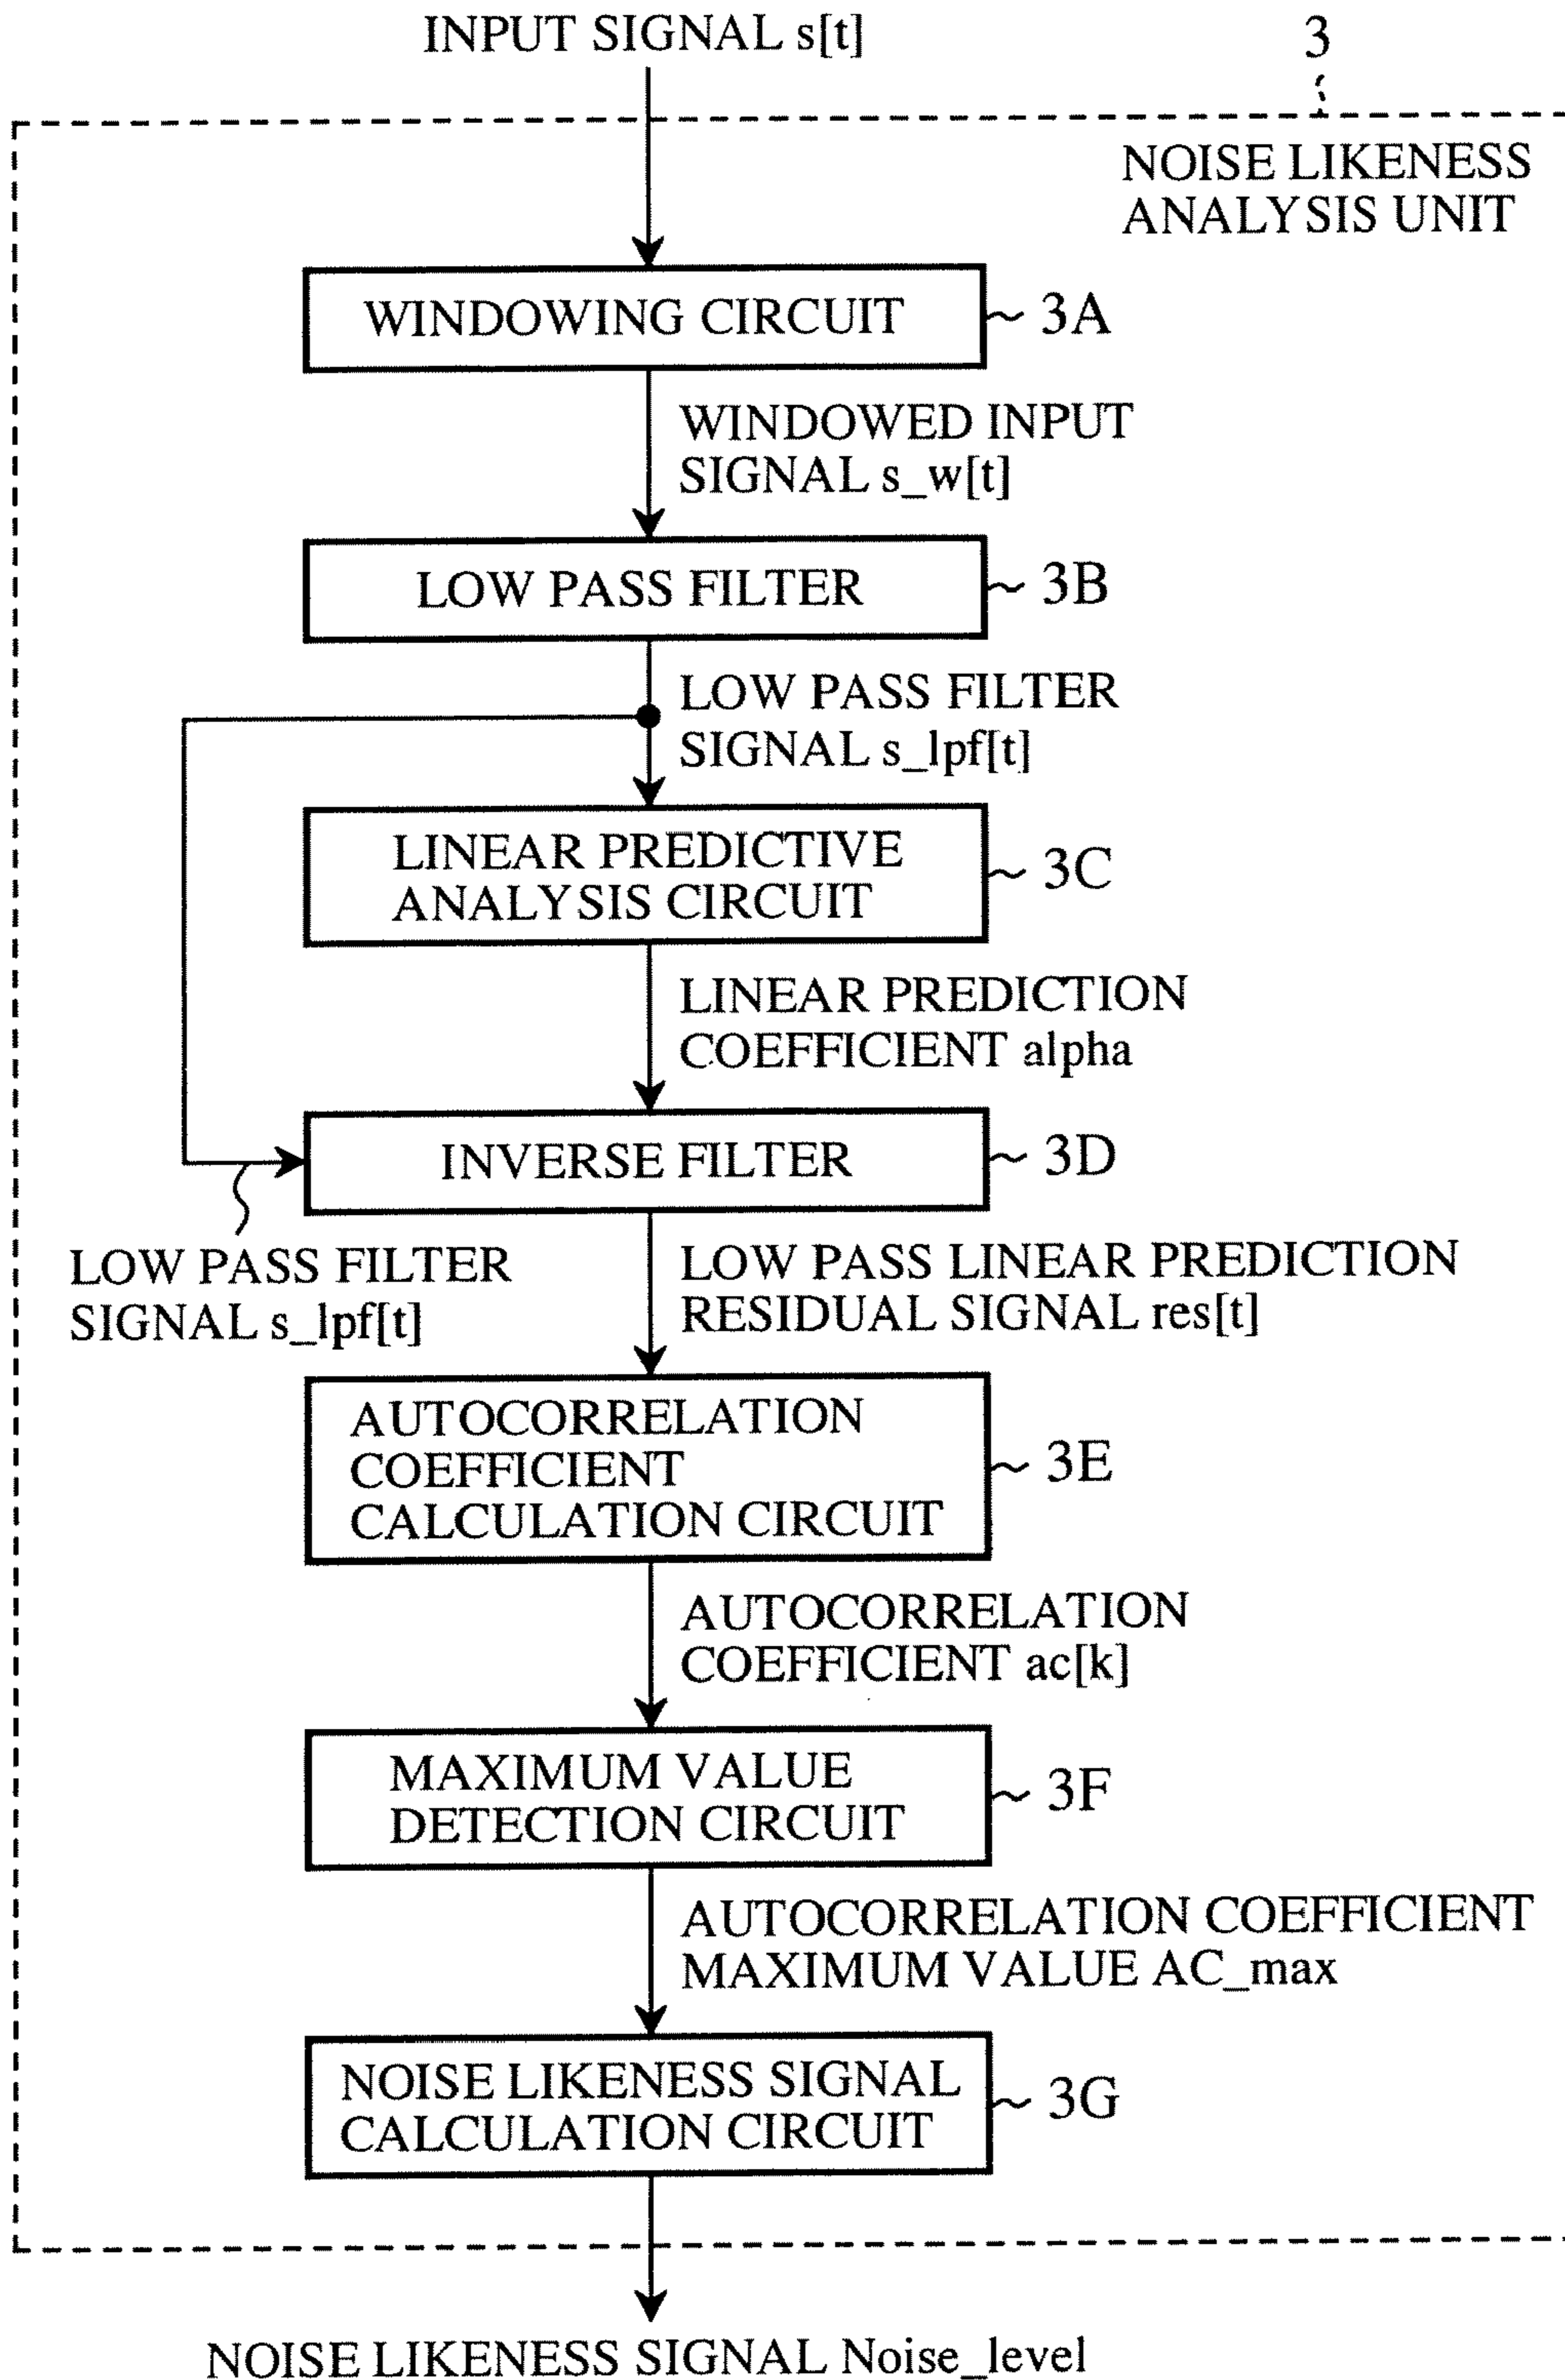 INPUT SIGNAL s[t]
3
NOISE LIKENESS
ANALYSIS UNIT
WINDOWING CIRCUIT
3A
WINDOWED INPUT
SIGNAL s_w[t]
LOW PASS FILTER
3B
LOW PASS FILTER
SIGNAL s_lpf[t]
LINEAR PREDICTIVE
ANALYSIS CIRCUIT
3C
LINEAR PREDICTION
COEFFICIENT alpha
INVERSE FILTER
3D
LOW PASS FILTER
SIGNAL s_lpf[t]
LOW PASS LINEAR PREDICTION
RESIDUAL SIGNAL res[t]
AUTOCORRELATION
COEFFICIENT
CALCULATION CIRCUIT
3E
AUTOCORRELATION
COEFFICIENT ac[k]
MAXIMUM VALUE
DETECTION CIRCUIT
3F
AUTOCORRELATION COEFFICIENT
MAXIMUM VALUE AC_max
NOISE LIKENESS SIGNAL
CALCULATION CIRCUIT
3G
NOISE LIKENESS SIGNAL Noise_level